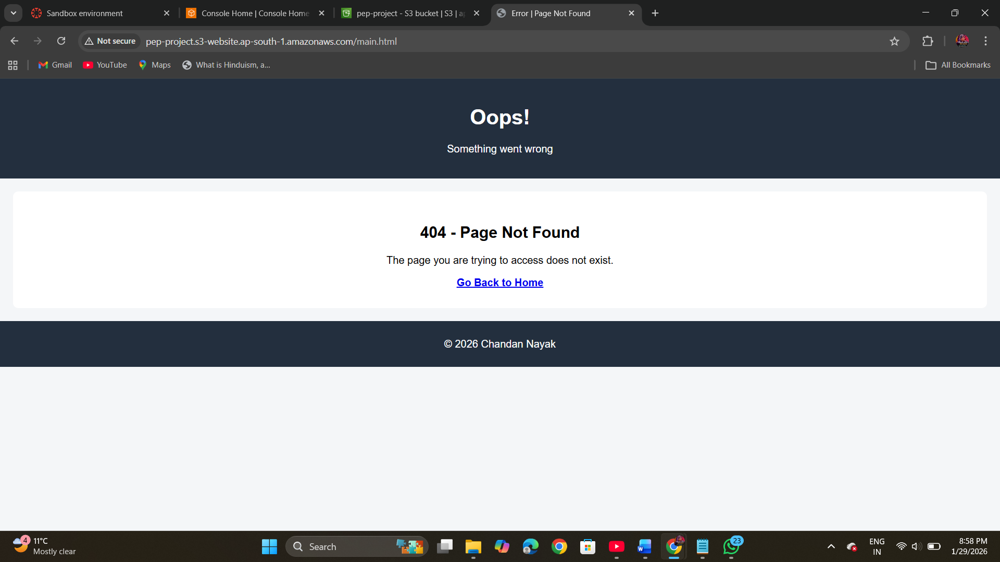 Sandbox environment
Console Home | Console Home
pep-project - S3 bucket | S3 | ap
Error | Page Not Found
Not secure
pep-project.s3-website.ap-south-1.amazonaws.com/main.html
Gmail
YouTube
Maps
What is Hinduism, a...
All Bookmarks
Oops!
Something went wrong
404 - Page Not Found
The page you are trying to access does not exist.
Go Back to Home
© 2026 Chandan Nayak
4
11°C
Mostly clear
Search
W
23
ENG
IN
8:58 PM
1/29/2026